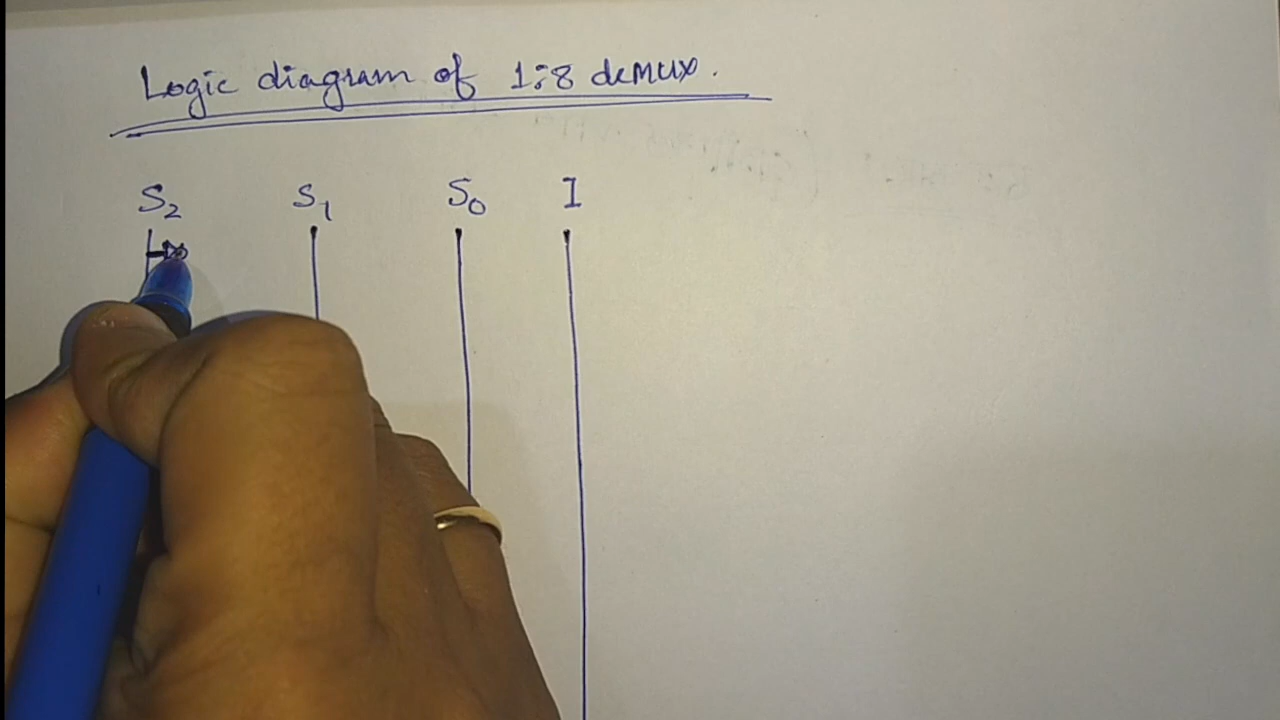 Logic diagram of 1:8 demux.
S₂ S₁ S₀ I